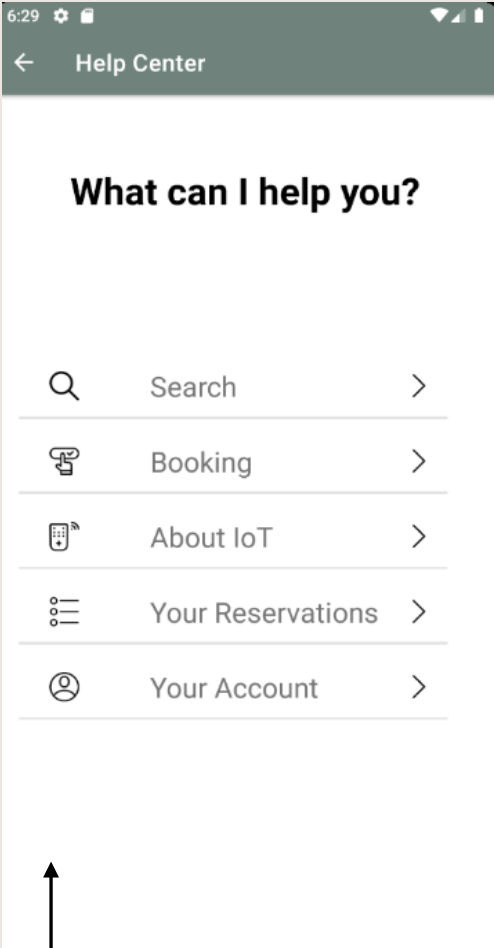 6:29
Help Center
What can I help you?
Search
Booking
About IoT
Your Reservations
Your Account